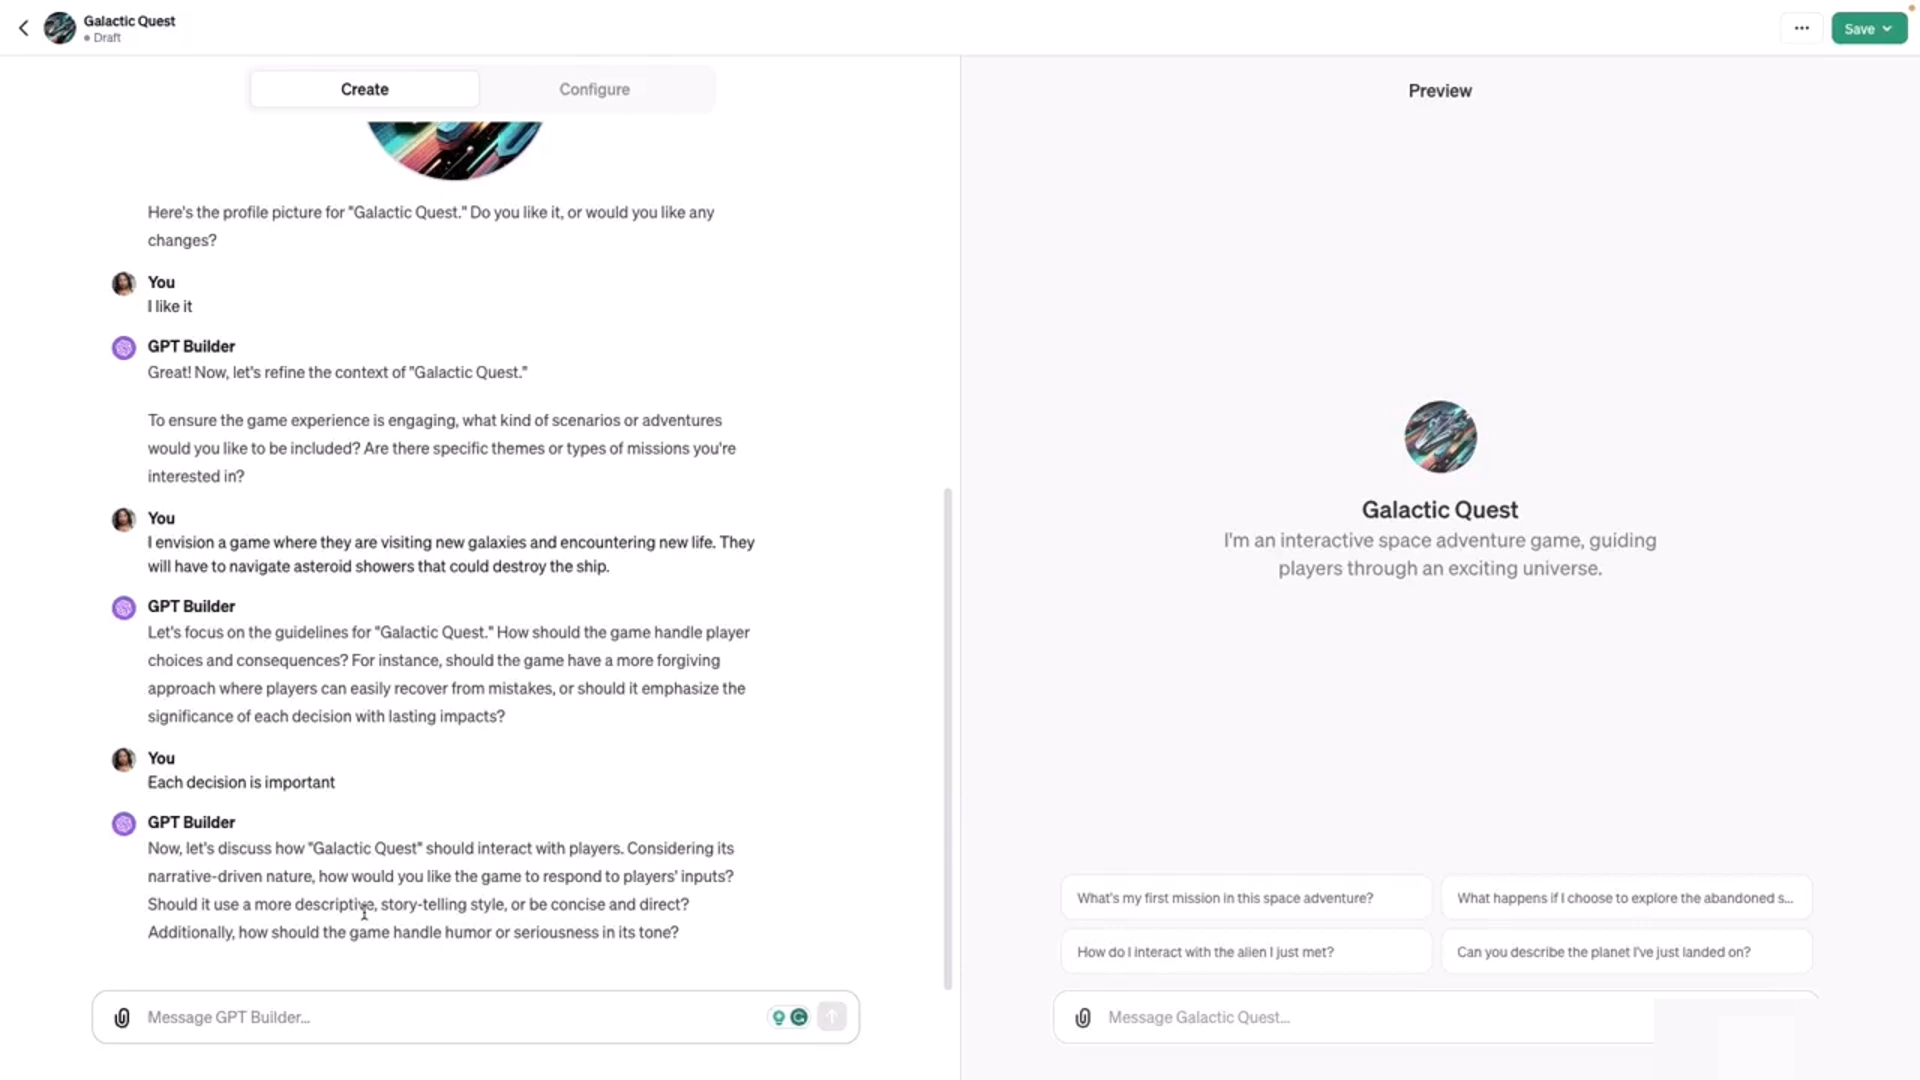 Galactic Quest
Draft
Save
Create
Configure
Here's the profile picture for "Galactic Quest." Do you like it, or would you like any
changes?
You
I like it
GPT Builder
Great! Now, let's refine the context of "Galactic Quest."
To ensure the game experience is engaging, what kind of scenarios or adventures
would you like to be included? Are there specific themes or types of missions you're
interested in?
You
I envision a game where they are visiting new galaxies and encountering new life. They
will have to navigate asteroid showers that could destroy the ship.
GPT Builder
Let's focus on the guidelines for "Galactic Quest." How should the game handle player
choices and consequences? For instance, should the game have a more forgiving
approach where players can easily recover from mistakes, or should it emphasize the
significance of each decision with lasting impacts?
You
Each decision is important
GPT Builder
Now, let's discuss how "Galactic Quest" should interact with players. Considering its
narrative-driven nature, how would you like the game to respond to players' inputs?
Should it use a more descriptive, story-telling style, or be concise and direct?
Additionally, how should the game handle humor or seriousness in its tone?
Message GPT Builder...
Preview
Galactic Quest
I'm an interactive space adventure game, guiding
players through an exciting universe.
What's my first mission in this space adventure?
What happens if I choose to explore the abandoned s...
How do I interact with the alien I just met?
Can you describe the planet I've just landed on?
Message Galactic Quest...